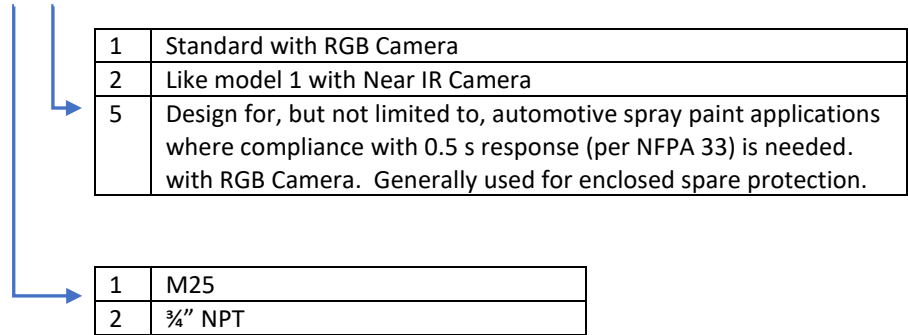 1 Standard with RGB Camera
2 Like model 1 with Near IR Camera
5 Design for, but not limited to, automotive spray paint applications
where compliance with 0.5 s response (per NFPA 33) is needed.
with RGB Camera.  Generally used for enclosed spare protection.
1 M25
2 ¾” NPT